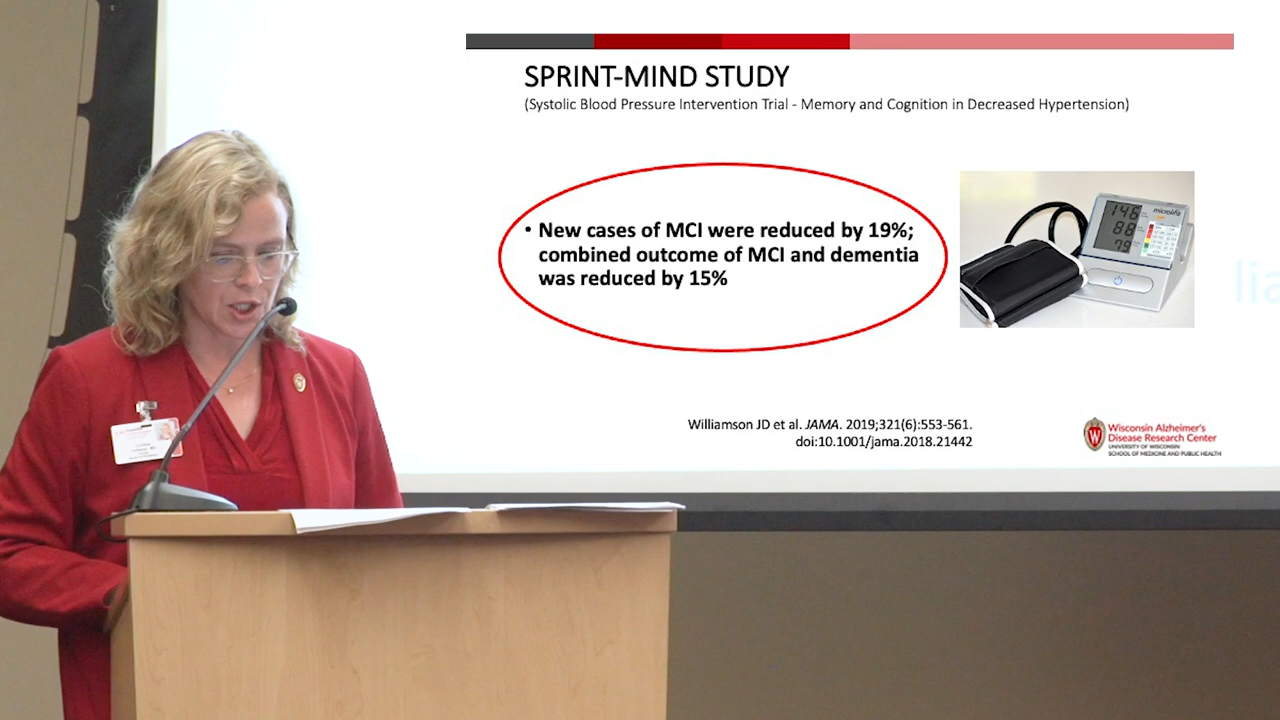 SPRINT-MIND STUDY
(Systolic Blood Pressure Intervention Trial - Memory and Cognition in Decreased Hypertension)
• New cases of MCI were reduced by 19%;
combined outcome of MCI and dementia
was reduced by 15%
146
88
79
microlife
Williamson JD et al. JAMA. 2019;321(6):553-561.
doi:10.1001/jama.2018.21442
W
Wisconsin Alzheimer's
Disease Research Center
UNIVERSITY OF WISCONSIN
SCHOOL OF MEDICINE AND PUBLIC HEALTH